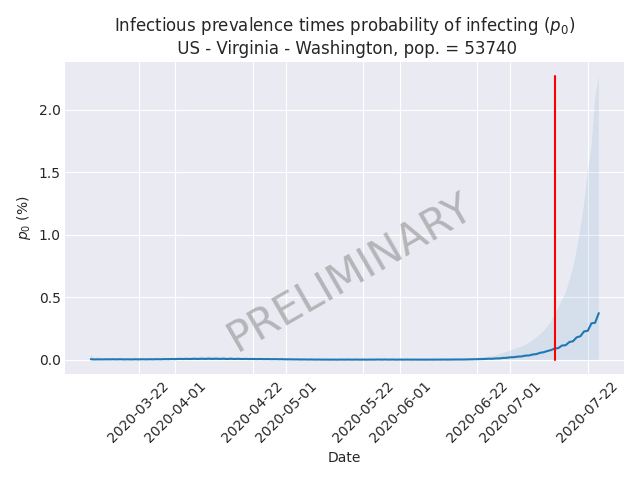 Infectious prevalence times probability of infecting (p₀)
US - Virginia - Washington, pop. = 53740
2.0
1.5
1.0
0.5
0.0
p₀ (%)
PRELIMINARY
2020-03-22
2020-04-01
2020-04-22
2020-05-01
2020-05-22
2020-06-01
2020-06-22
2020-07-01
2020-07-22
Date